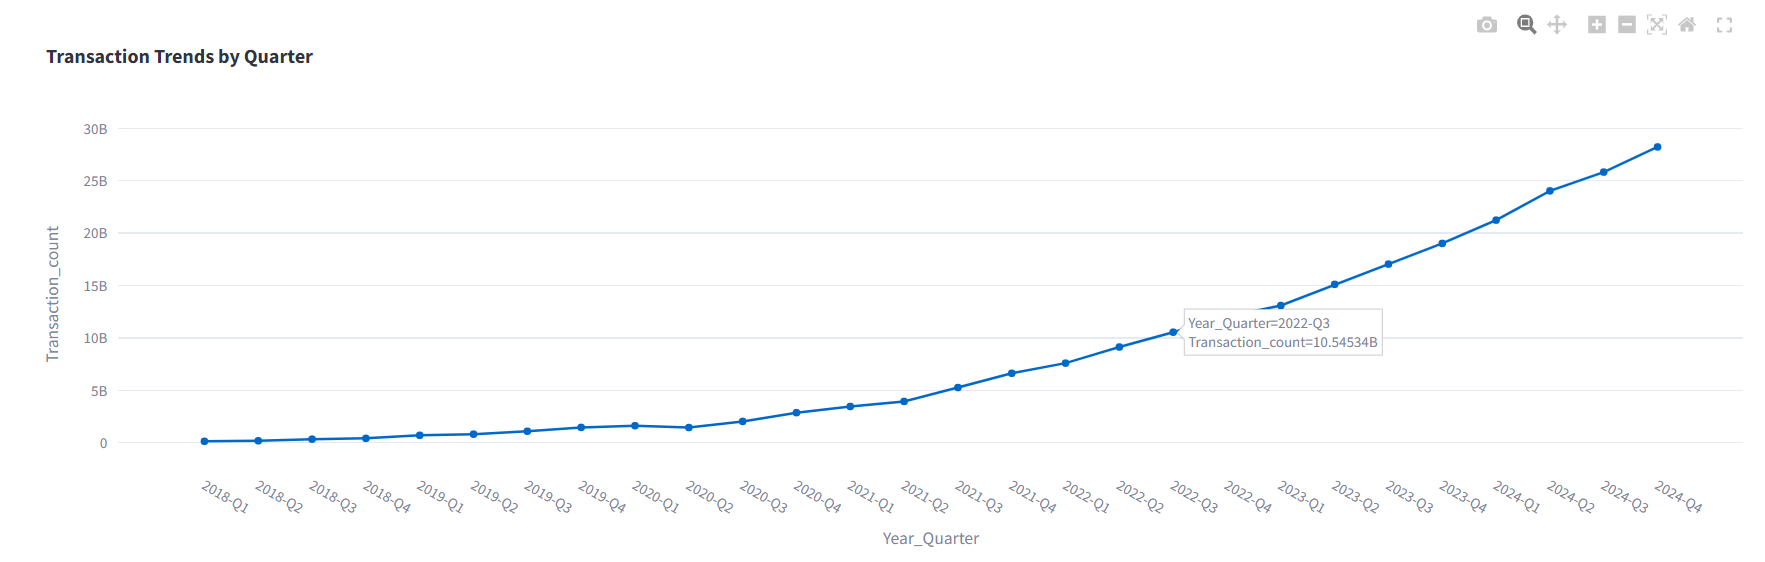 Transaction Trends by Quarter
30B
25B
20B
15B
10B
5B
0
Transaction_count
Year_Quarter=2022-Q3
Transaction_count=10.54534B
2018-Q1
2018-Q2
2018-Q3
2018-Q4
2019-Q1
2019-Q2
2019-Q3
2019-Q4
2020-Q1
2020-Q2
2020-Q3
2020-Q4
2021-Q1
2021-Q2
2021-Q3
2021-Q4
2022-Q1
2022-Q2
2022-Q3
2022-Q4
2023-Q1
2023-Q2
2023-Q3
2023-Q4
2024-Q1
2024-Q2
2024-Q3
2024-Q4
Year_Quarter